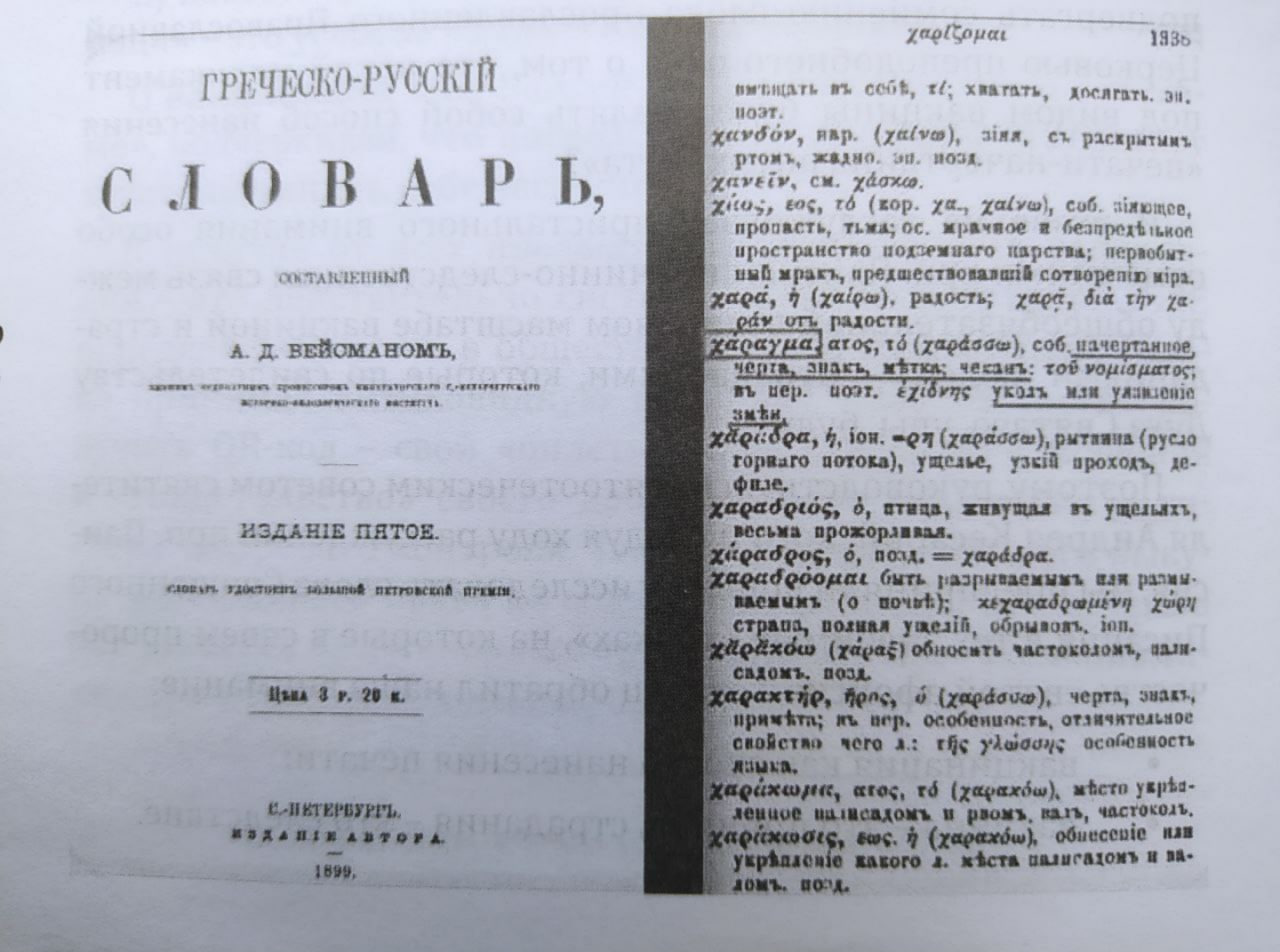 ГРЕЧЕСКО-РУССКІЙ
СЛОВАРЬ,
СОСТАВЛЕННЫЙ
А. Д. ВЕЙСМАНОМЪ,
ИЗДАНІЕ ПЯТОЕ.
СЛОВАРЬ УДОСТОЕНЪ БОЛЬШОЙ ПЕТРОВСКОЙ ПРЕМІИ.
Цѣна 3 р. 20 к.
С.-ПЕТЕРБУРГЪ.
ИЗДАНІЕ АВТОРА.
1899.
χαρίζομαι 1338
вмѣщать въ себѣ, τί; хватать, досягать. эп.
поэт.
χανδόν, нар. (χαίνω), зіяя, съ раскрытымъ
ртомъ, жадно. эп. позд.
χανεῖν, см. χάσκω.
χάος, εος, τό (кор. χα., χαίνω), соб. зіяющее,
пропасть, тьма; ос. мрачное и безпредѣльное
пространство подземнаго царства; первобыт-
ный мракъ, предшествовавшій сотворенію міра.
χαρά, ἡ (χαίρω). радость; χαρᾷ, διὰ τὴν χα-
ράν отъ радости.
χάραγμα, ατος, τό (χαράσσω), соб. начертанное,
черта, знакъ, мѣтка; чеканъ: τοῦ νομίσματος;
въ пер. поэт. ἐχίδνης уколъ или уязвленіе
змѣи.
χαράδρα, ἡ, іон. -ρη (χαράσσω), рытвина (русло
горнаго потока), ущелье, узкій проходъ, де-
филе.
χαραδριός, ὁ, птица, живущая въ ущельяхъ,
весьма прожорливая.
χάραδρος, ὁ, позд. = χαράδρα.
χαραδρόομαι быть разрываемымъ или размы-
ваемымъ (о почвѣ); κεχαραδρωμένη χώρη
страна, полная ущелій, обрывовъ. іон.
χαρακόω (χάραξ) обносить частоколомъ, пали-
садомъ. позд.
χαρακτήρ, ῆρος, ὁ (χαράσσω), черта, знакъ,
примѣта; въ пер. особенность, отличительное
свойство чего л.: τῆς γλώσσης особенность
языка.
χαράκωμα, ατος, τό (χαρακόω), мѣсто укрѣп-
ленное палисадомъ и рвомъ. валъ, частоколъ.
χαράκωσις, εως. ἡ (χαρακόω), обнесеніе или
укрѣпленіе какого л. мѣста палисадомъ и ва-
ломъ. позд.